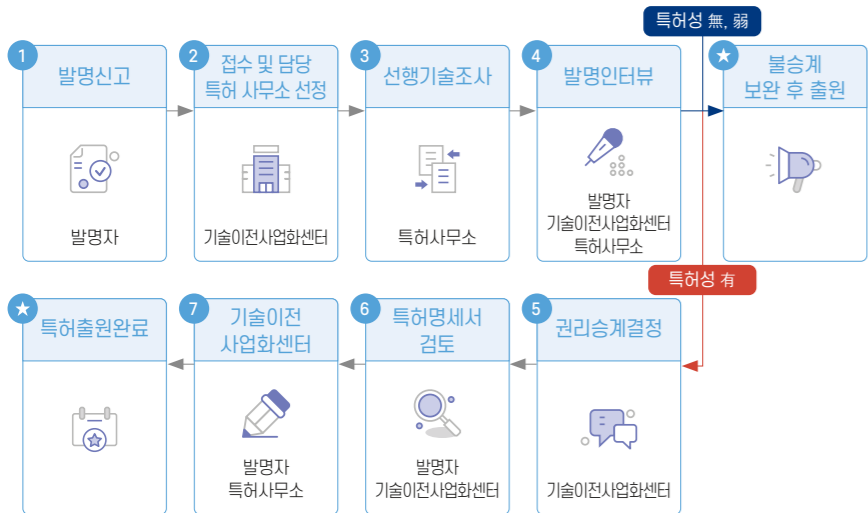 특허성 無, 弱
1
발명신고
발명자
2
접수 및 담당
특허 사무소 선정
기술이전사업화센터
3
선행기술조사
특허사무소
4
발명인터뷰
발명자
기술이전사업화센터
특허사무소
★
불승계
보완 후 출원
특허성 有
5
권리승계결정
기술이전사업화센터
6
특허명세서
검토
발명자
기술이전사업화센터
7
기술이전
사업화센터
발명자
특허사무소
★
특허출원완료